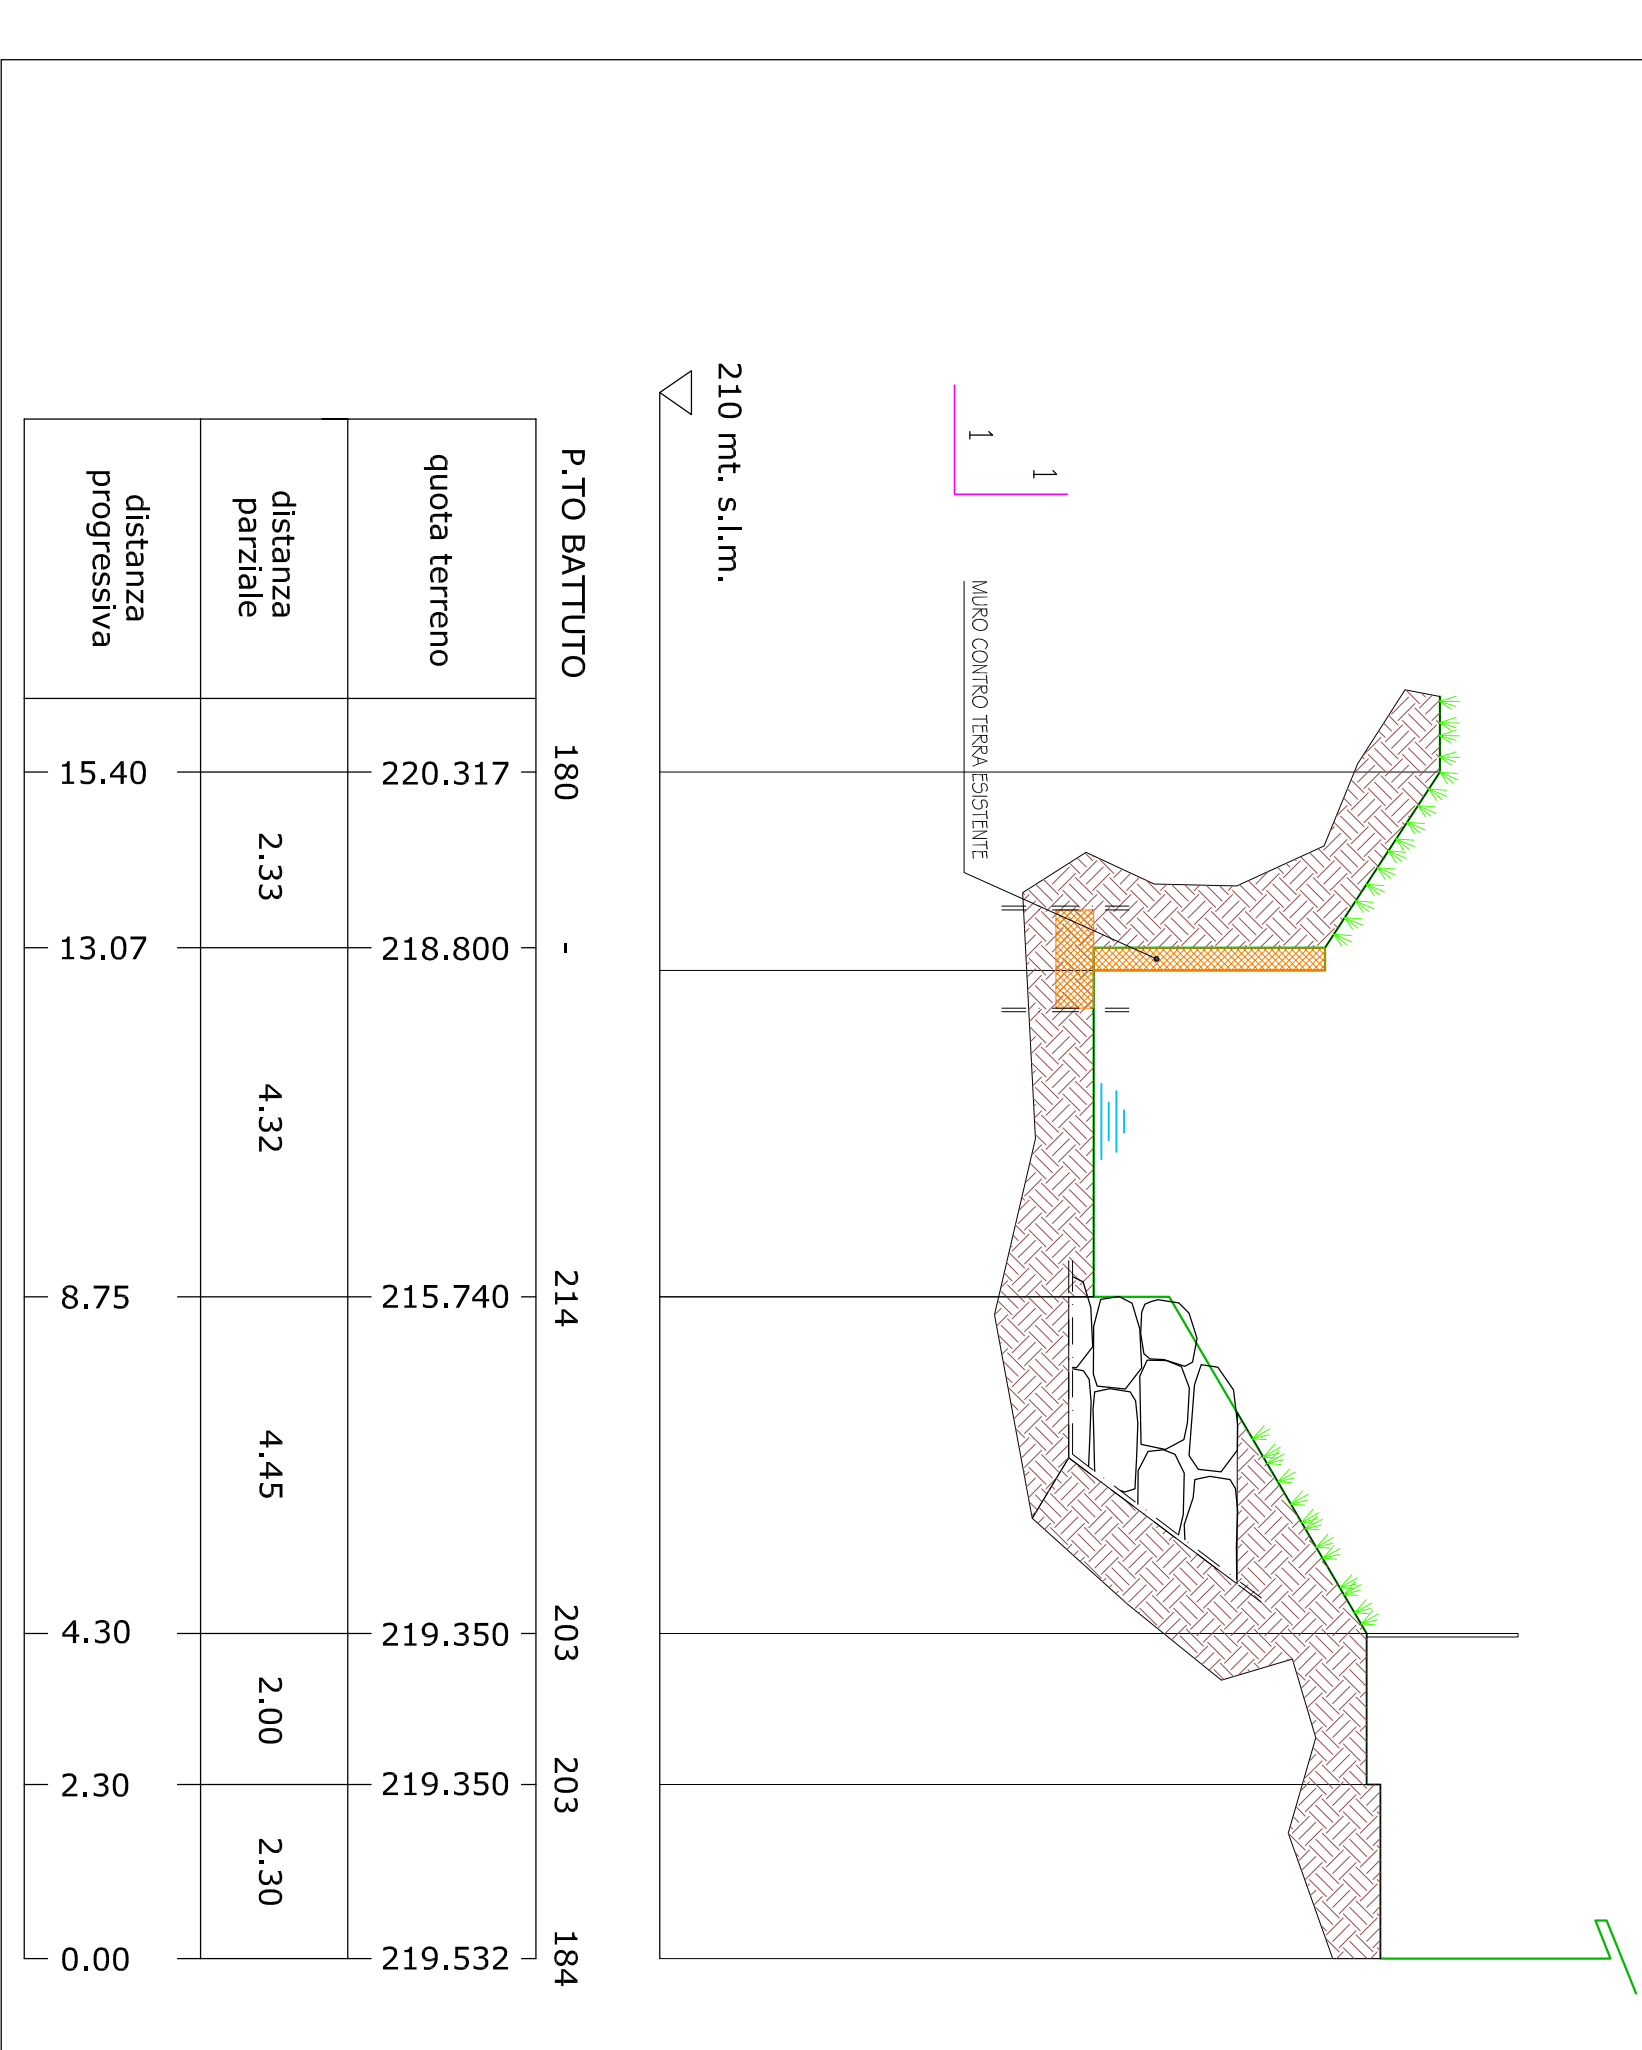 1
1
MURO CONTRO TERRA ESISTENTE
210 mt. s.l.m.
P.TO BATTUTO 180 - 214 203 203 184
quota terreno 220.317 218.800 215.740 219.350 219.350 219.532
distanza
parziale
2.33 4.32 4.45 2.00 2.30
distanza
progressiva
15.40 13.07 8.75 4.30 2.30 0.00